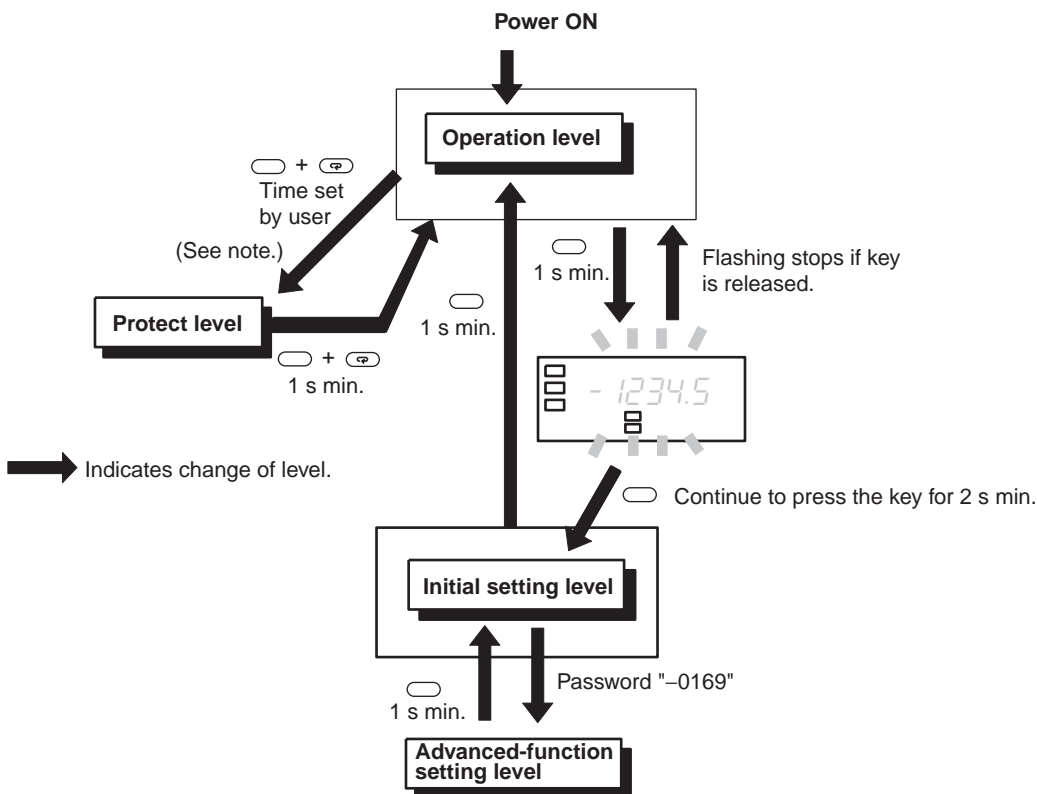 Power ON
Operation level
+
Time set
by user
(See note.)
1 s min.
Flashing stops if key
is released.
Protect level
1 s min.
+
1 s min.
-1234.5
Indicates change of level.
Continue to press the key for 2 s min.
Initial setting level
1 s min.
Password "–0169"
Advanced-function
setting level